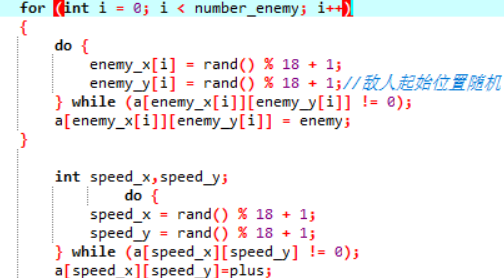 for (int i = 0; i < number_enemy; i++)
{
do {
enemy_x[i] = rand() % 18 + 1;
enemy_y[i] = rand() % 18 + 1;//敌人起始位置随机
} while (a[enemy_x[i]][enemy_y[i]] != 0);
a[enemy_x[i]][enemy_y[i]] = enemy;
}
int speed_x,speed_y;
do {
speed_x = rand() % 18 + 1;
speed_y = rand() % 18 + 1;
} while (a[speed_x][speed_y] != 0);
a[speed_x][speed_y]=plus;